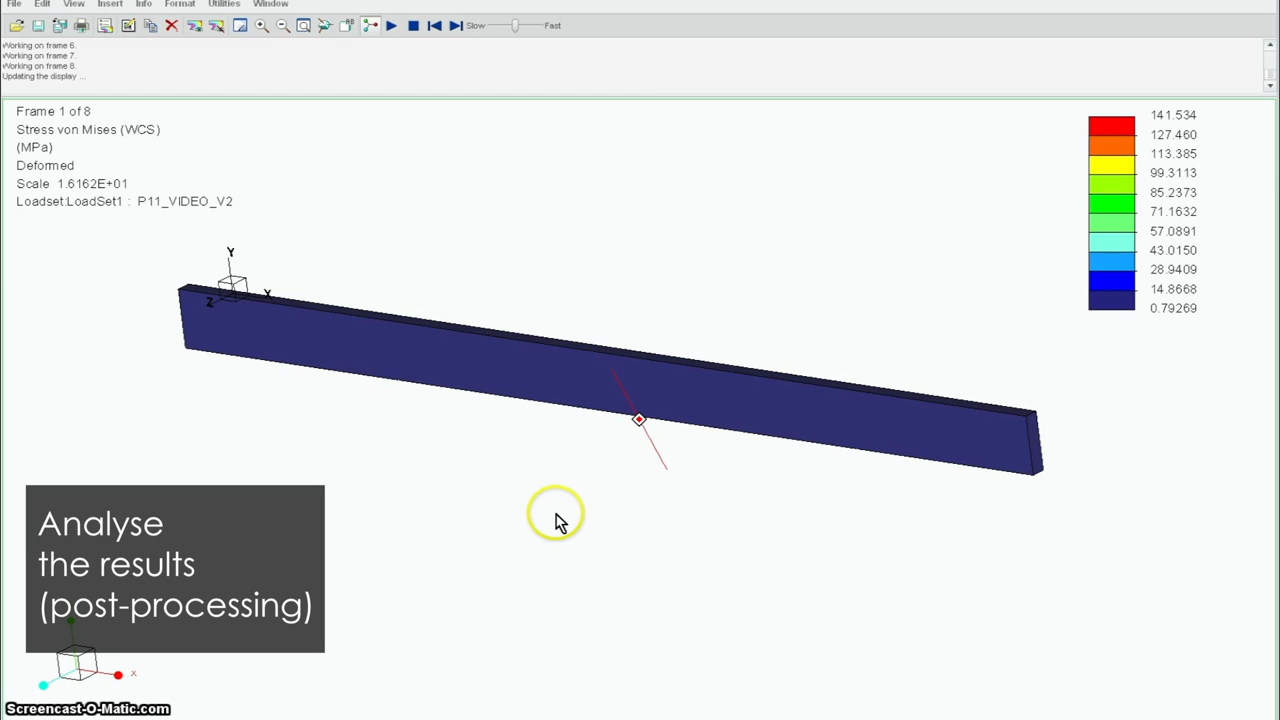 File Edit View Insert Info Format Utilities Window
Slow Fast
Working on frame 6.
Working on frame 7.
Working on frame 8.
Updating the display ...
Frame 1 of 8
Stress von Mises (WCS)
(MPa)
Deformed
Scale 1.6162E+01
Loadset:LoadSet1 : P11_VIDEO_V2
141.534
127.460
113.385
99.3113
85.2373
71.1632
57.0891
43.0150
28.9409
14.8668
0.79269
Y
X
Z
Analyse
the results
(post-processing)
X
Screencast-O-Matic.com